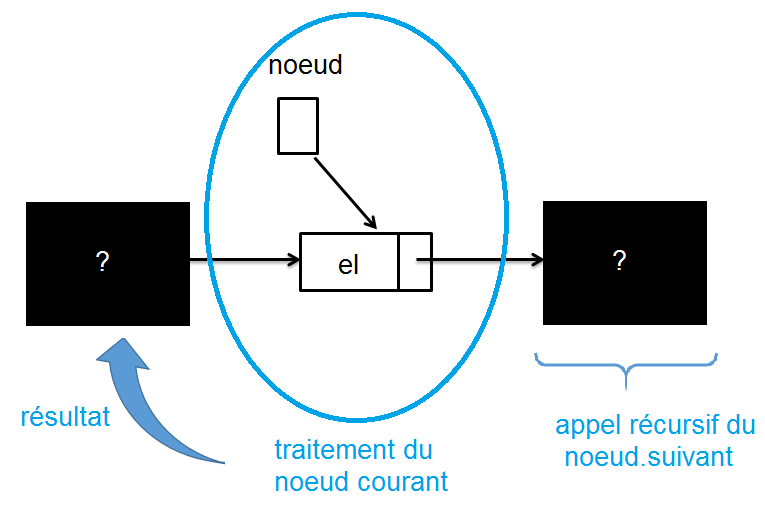 noeud
?
el
?
résultat
traitement du
noeud courant
appel récursif du
noeud.suivant